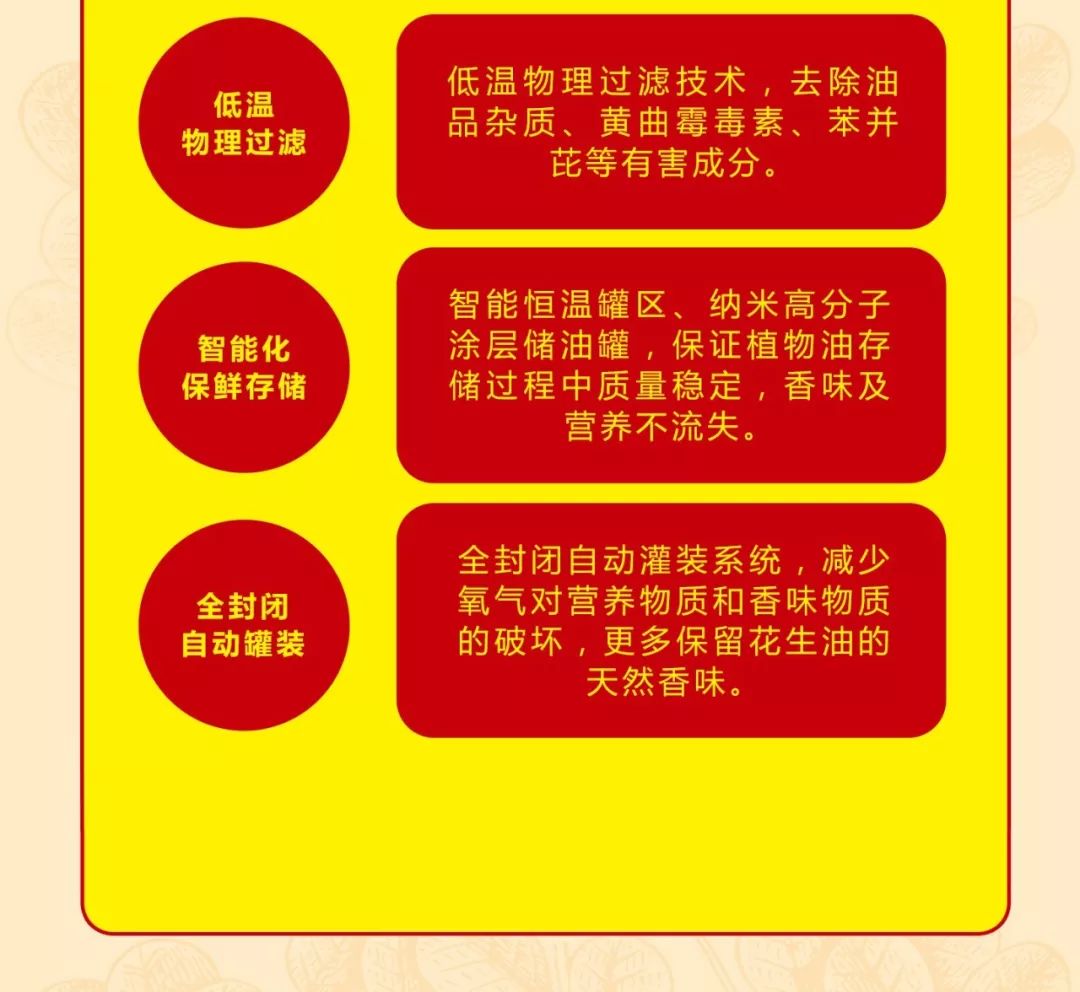 低温
物理过滤
低温物理过滤技术，去除油
品杂质、黄曲霉毒素、苯并
芘等有害成分。
智能化
保鲜存储
智能恒温罐区、纳米高分子
涂层储油罐，保证植物油存
储过程中质量稳定，香味及
营养不流失。
全封闭
自动罐装
全封闭自动灌装系统，减少
氧气对营养物质和香味物质
的破坏，更多保留花生油的
天然香味。